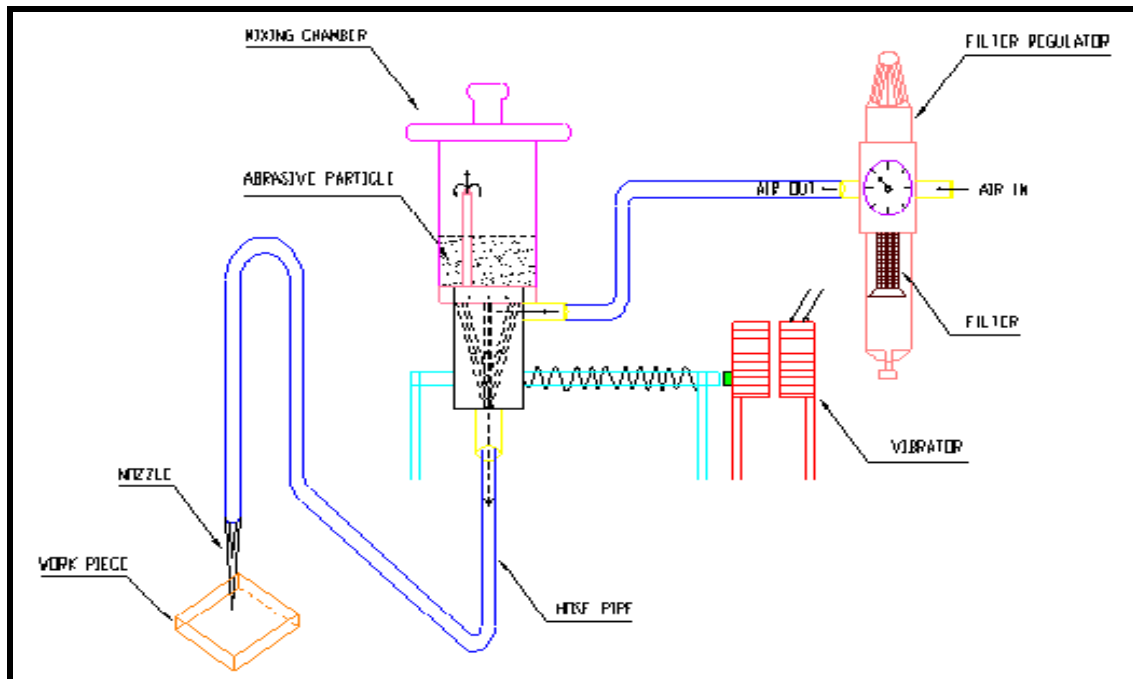 MIXING CHAMBER
FILTER REGULATOR
ABRASIVE PARTICLE
AIR OUT
AIR IN
FILTER
VIBRATOR
NOZZLE
WORK PIECE
HOSE PIPE